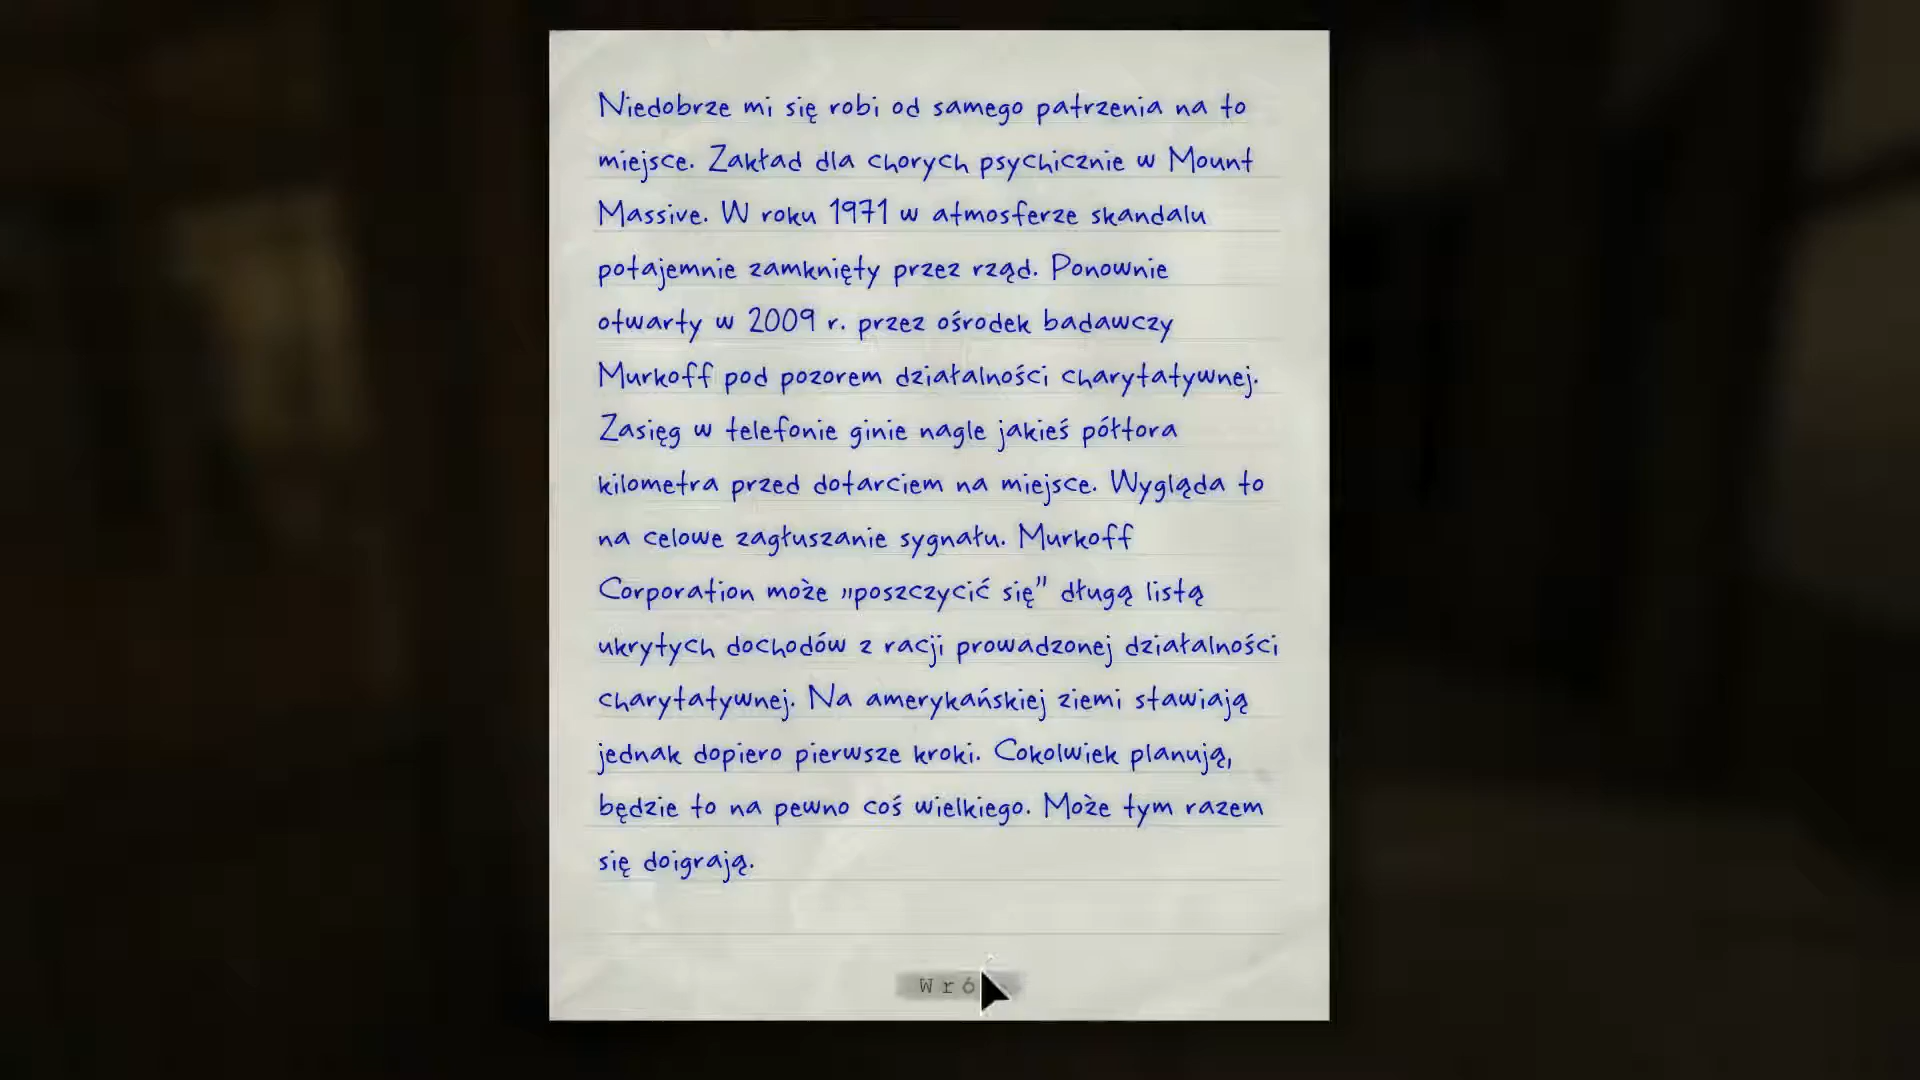 Niedobrze mi się robi od samego patrzenia na to
miejsce. Zakład dla chorych psychicznie w Mount
Massive. W roku 1971 w atmosferze skandalu
potajemnie zamknięty przez rząd. Ponownie
otwarty w 2009 r. przez ośrodek badawczy
Murkoff pod pozorem działalności charytatywnej.
Zasięg w telefonie ginie nagle jakieś półtora
kilometra przed dotarciem na miejsce. Wygląda to
na celowe zagłuszanie sygnału. Murkoff
Corporation może „poszczycić się” długą listą
ukrytych dochodów z racji prowadzonej działalności
charytatywnej. Na amerykańskiej ziemi stawiają
jednak dopiero pierwsze kroki. Cokolwiek planują,
będzie to na pewno coś wielkiego. Może tym razem
się doigrają.